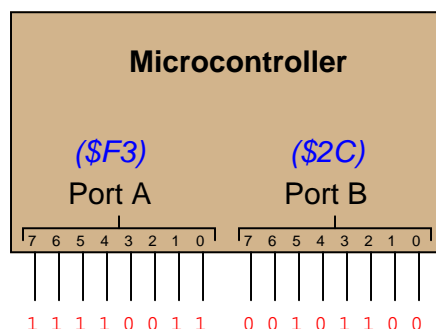 Microcontroller
($F3) ($2C)
Port A Port B
7 6 5 4 3 2 1 0 7 6 5 4 3 2 1 0
1 1 1 1 0 0 1 1 0 0 1 0 1 1 0 0